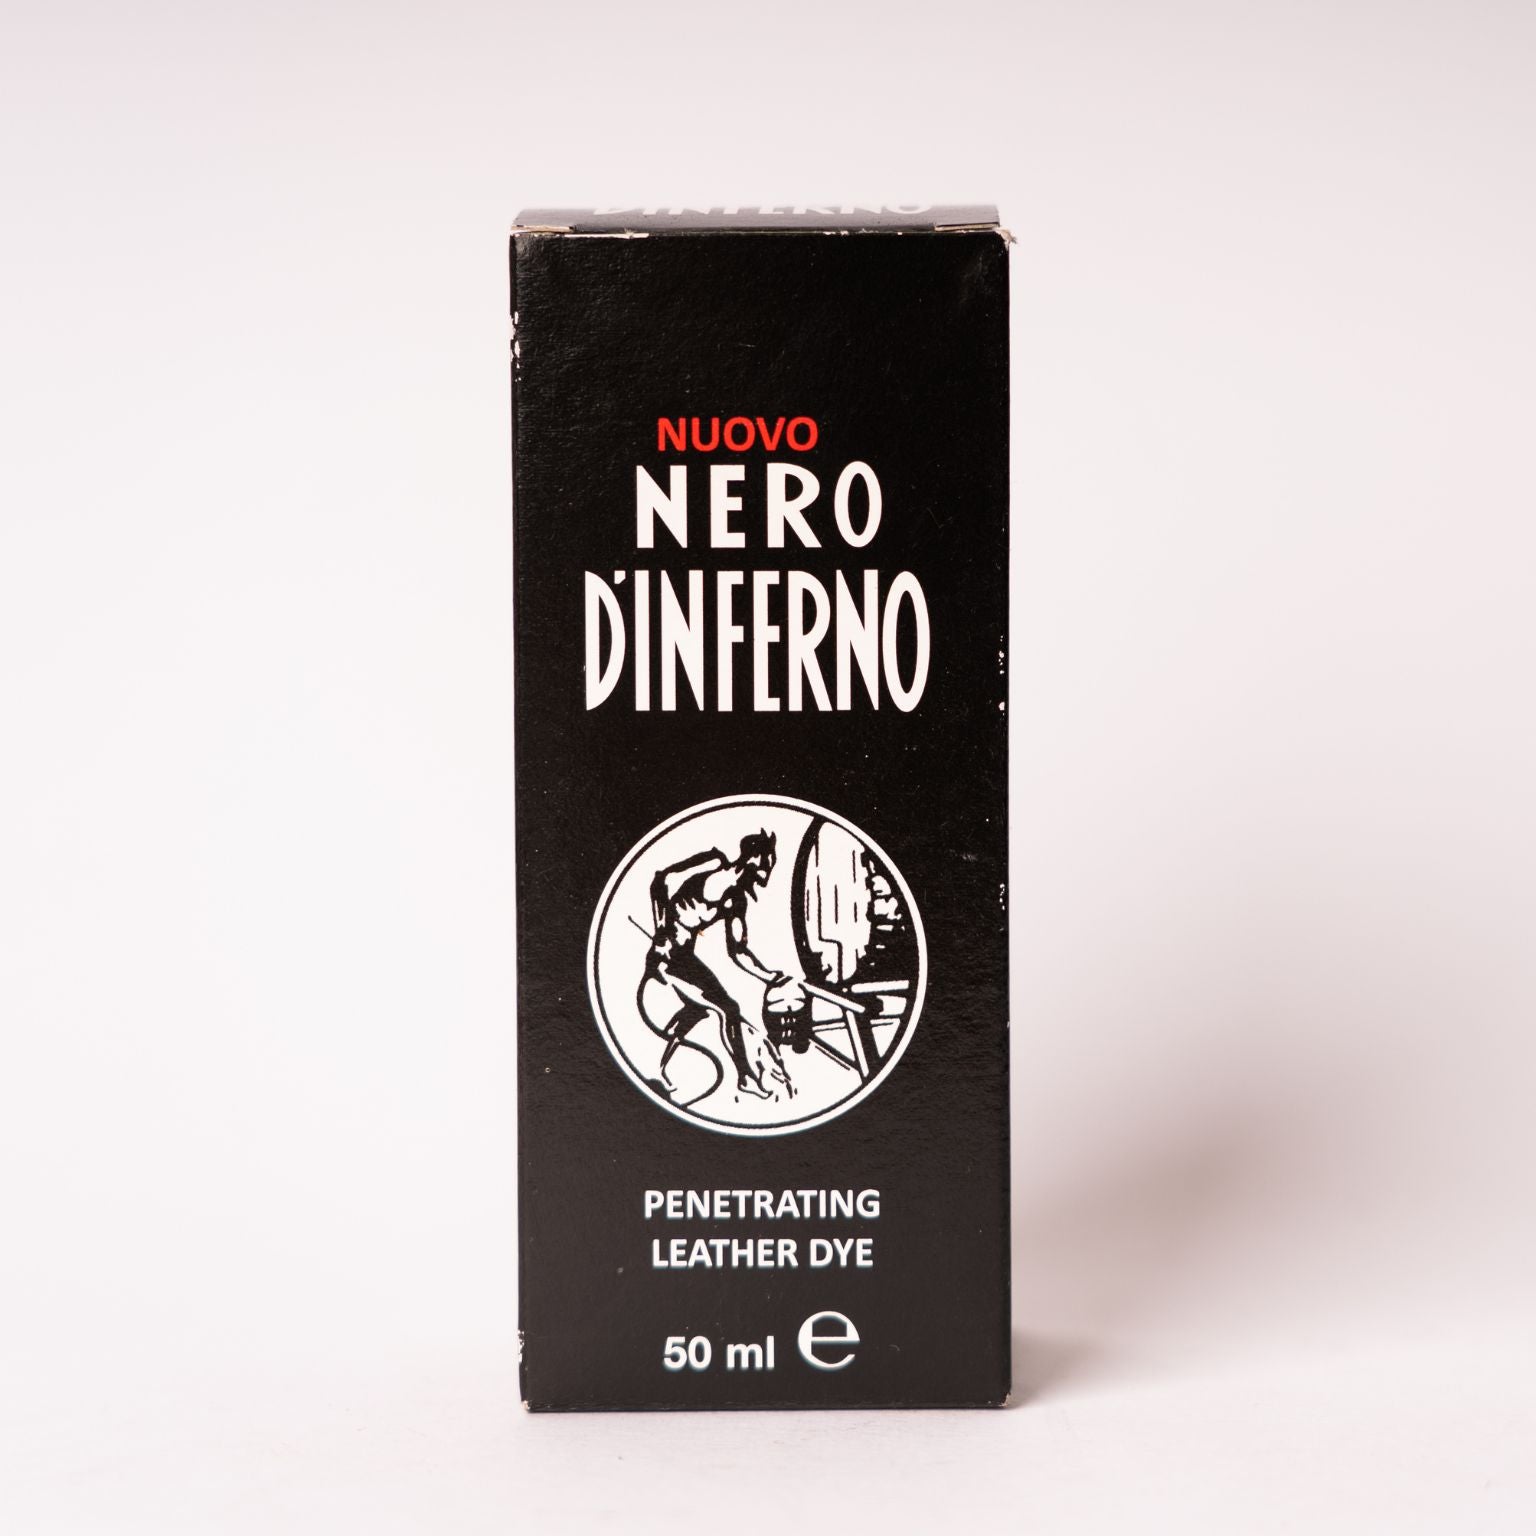 D'INFERNO
NUOVO
NERO
D'INFERNO
PENETRATING
LEATHER DYE
50 ml ℮